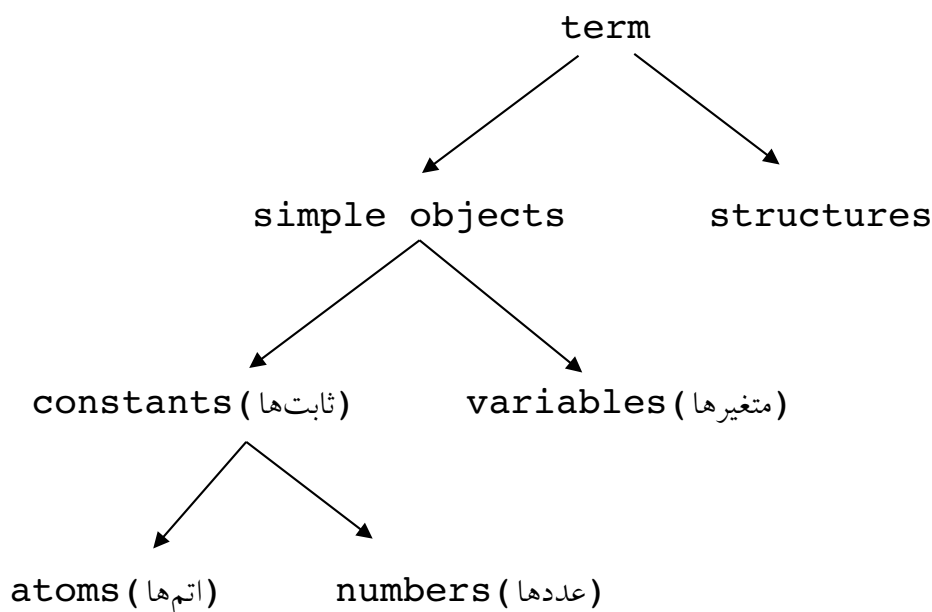 term
simple objects structures
constants(ثابت‌ها) variables(متغیرها)
atoms(اتم‌ها) numbers(عددها)